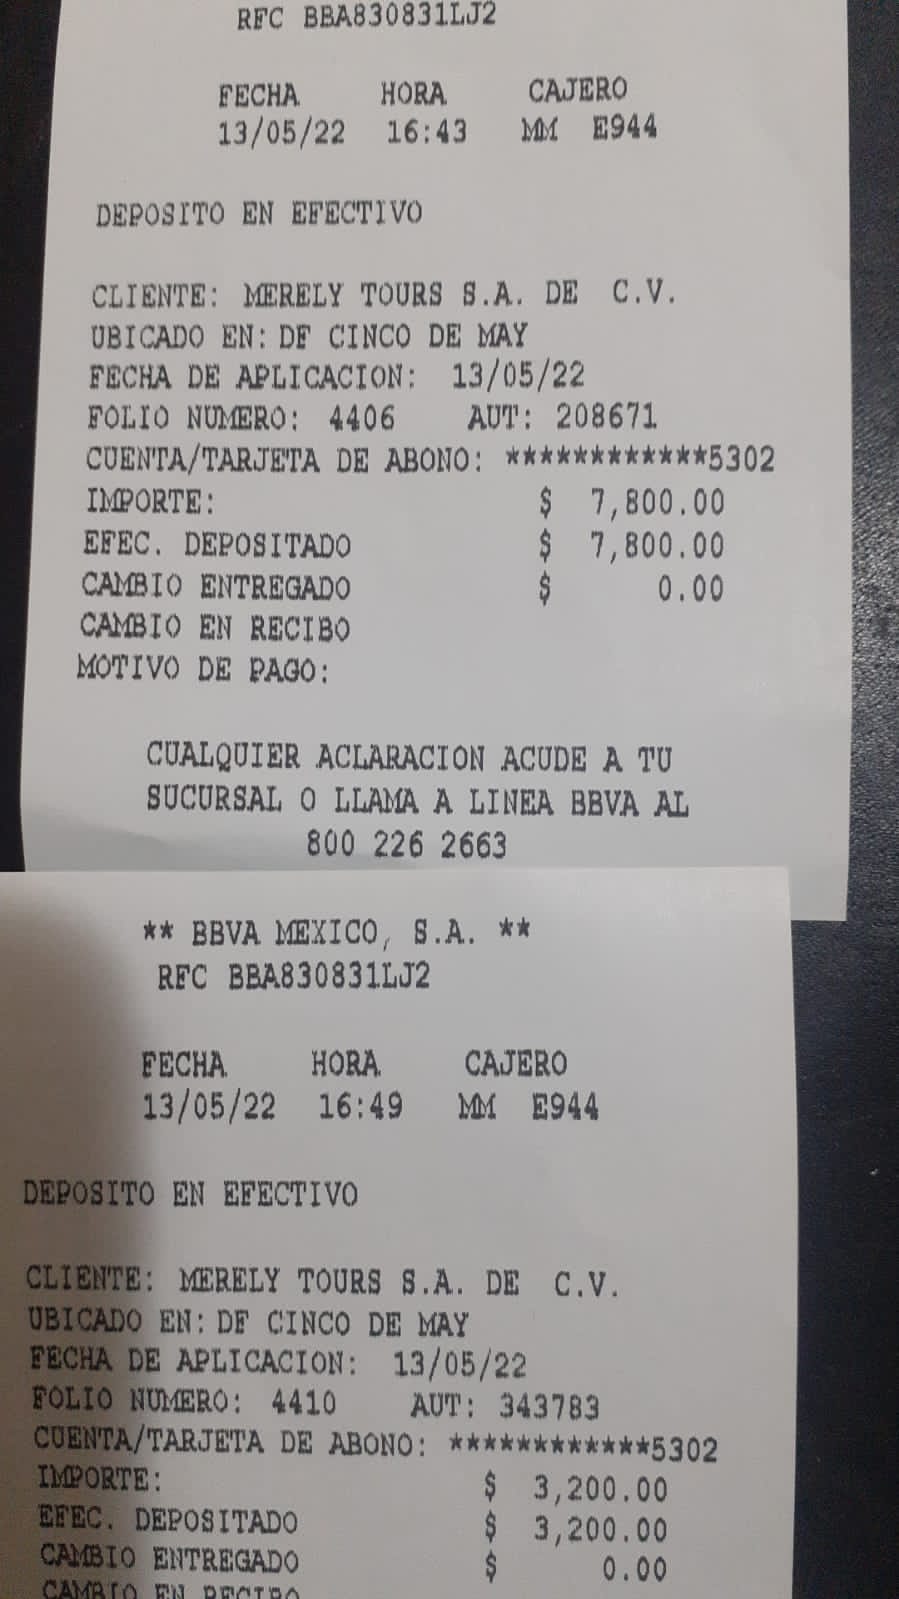 RFC BBA830831LJ2
FECHA HORA CAJERO
13/05/22 16:43 MM E944
DEPOSITO EN EFECTIVO
CLIENTE: MERELY TOURS S.A. DE C.V.
UBICADO EN: DF CINCO DE MAY
FECHA DE APLICACION: 13/05/22
FOLIO NUMERO: 4406 AUT: 208671
CUENTA/TARJETA DE ABONO: ************5302
IMPORTE: $ 7,800.00
EFEC. DEPOSITADO $ 7,800.00
CAMBIO ENTREGADO $ 0.00
CAMBIO EN RECIBO
MOTIVO DE PAGO:
CUALQUIER ACLARACION ACUDE A TU
SUCURSAL O LLAMA A LINEA BBVA AL
800 226 2663
** BBVA MEXICO, S.A. **
RFC BBA830831LJ2
FECHA HORA CAJERO
13/05/22 16:49 MM E944
DEPOSITO EN EFECTIVO
CLIENTE: MERELY TOURS S.A. DE C.V.
UBICADO EN: DF CINCO DE MAY
FECHA DE APLICACION: 13/05/22
FOLIO NUMERO: 4410 AUT: 343783
CUENTA/TARJETA DE ABONO: ************5302
IMPORTE: $ 3,200.00
EFEC. DEPOSITADO $ 3,200.00
CAMBIO ENTREGADO $ 0.00
CAMBIO EN RECIBO